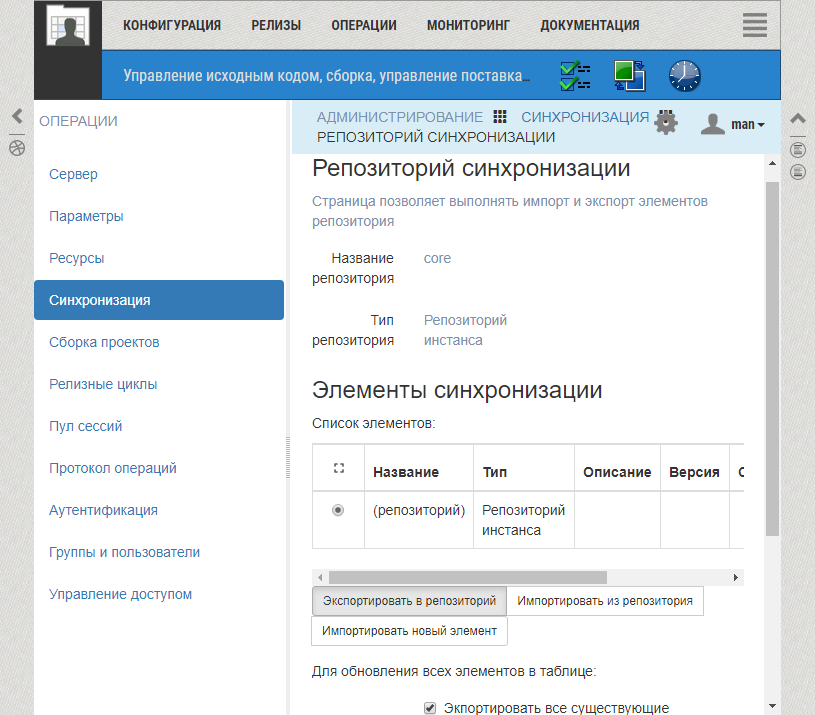 КОНФИГУРАЦИЯ РЕЛИЗЫ ОПЕРАЦИИ МОНИТОРИНГ ДОКУМЕНТАЦИЯ
Управление исходным кодом, сборка, управление поставка...
ОПЕРАЦИИ
Сервер
Параметры
Ресурсы
Синхронизация
Сборка проектов
Релизные циклы
Пул сессий
Протокол операций
Аутентификация
Группы и пользователи
Управление доступом
АДМИНИСТРИРОВАНИЕ СИНХРОНИЗАЦИЯ
РЕПОЗИТОРИЙ СИНХРОНИЗАЦИИ
man
Репозиторий синхронизации
Страница позволяет выполнять импорт и экспорт элементов
репозитория
Название core
репозитория
Тип Репозиторий
репозитория инстанса
Элементы синхронизации
Список элементов:
Название Тип Описание Версия
(репозиторий) Репозиторий
инстанса
Экспортировать в репозиторий Импортировать из репозитория
Импортировать новый элемент
Для обновления всех элементов в таблице:
Экпортировать все существующие